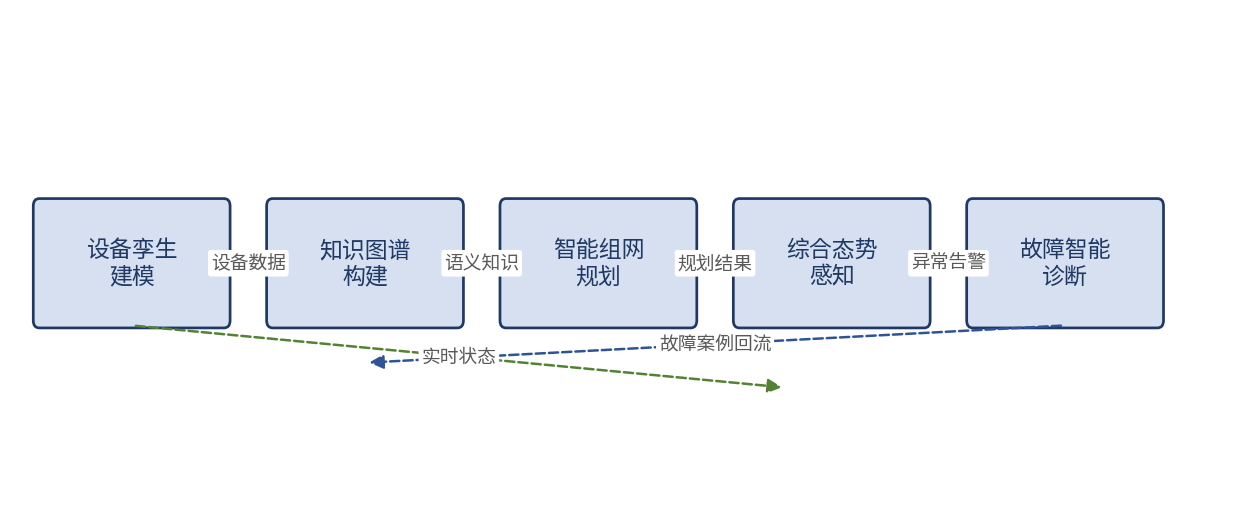 设备孪生
建模
设备数据
知识图谱
构建
语义知识
智能组网
规划
规划结果
综合态势
感知
异常告警
故障智能
诊断
故障案例回流
实时状态